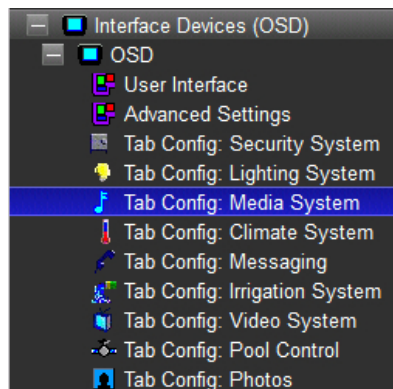 Interface Devices (OSD)
OSD
User Interface
Advanced Settings
Tab Config: Security System
Tab Config: Lighting System
Tab Config: Media System
Tab Config: Climate System
Tab Config: Messaging
Tab Config: Irrigation System
Tab Config: Video System
Tab Config: Pool Control
Tab Config: Photos